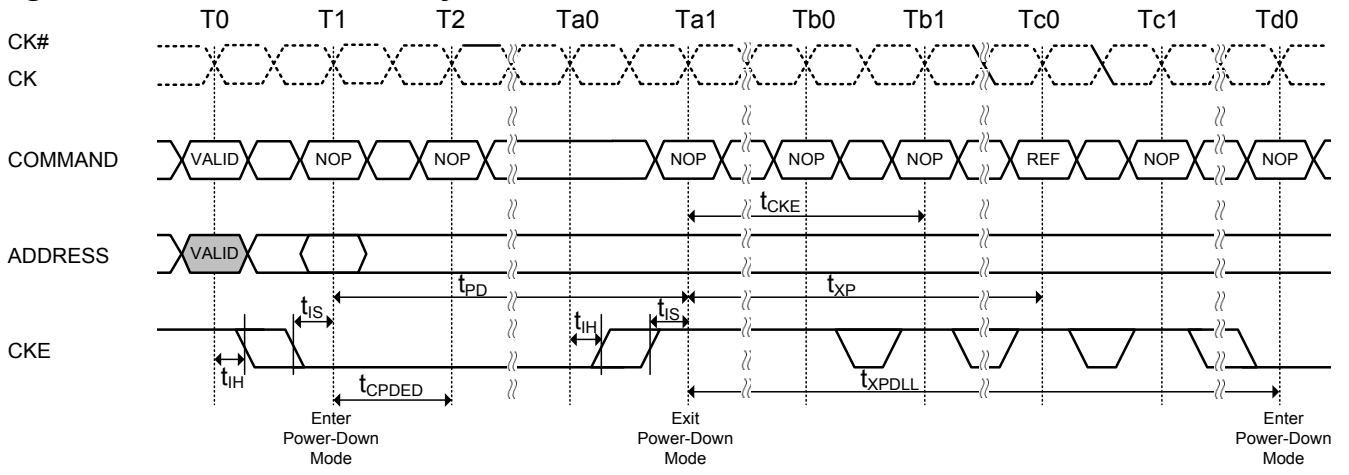 T0 T1 T2 Ta0 Ta1 Tb0 Tb1 Tc0 Tc1 Td0
CK#
CK
COMMAND VALID NOP NOP NOP NOP NOP REF NOP NOP
tCKE
ADDRESS VALID
tPD tXP
tIS tIH tIS
CKE
tIH tCPDED tXPDLL
Enter
Power-Down
Mode
Exit
Power-Down
Mode
Enter
Power-Down
Mode